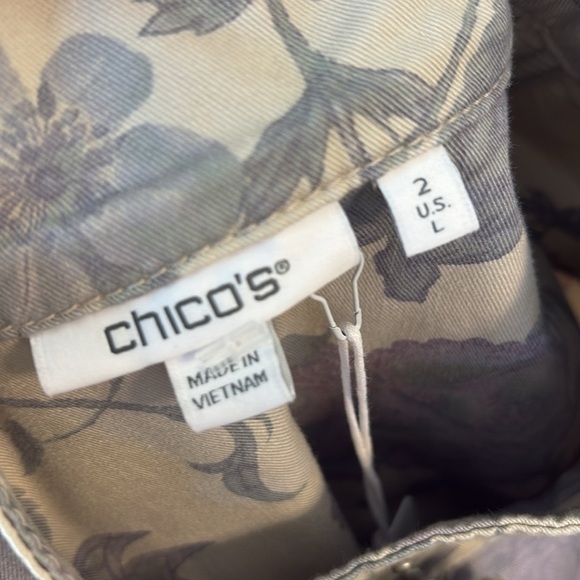 2
U.S.
L
CHICO'S®
MADE IN
VIETNAM